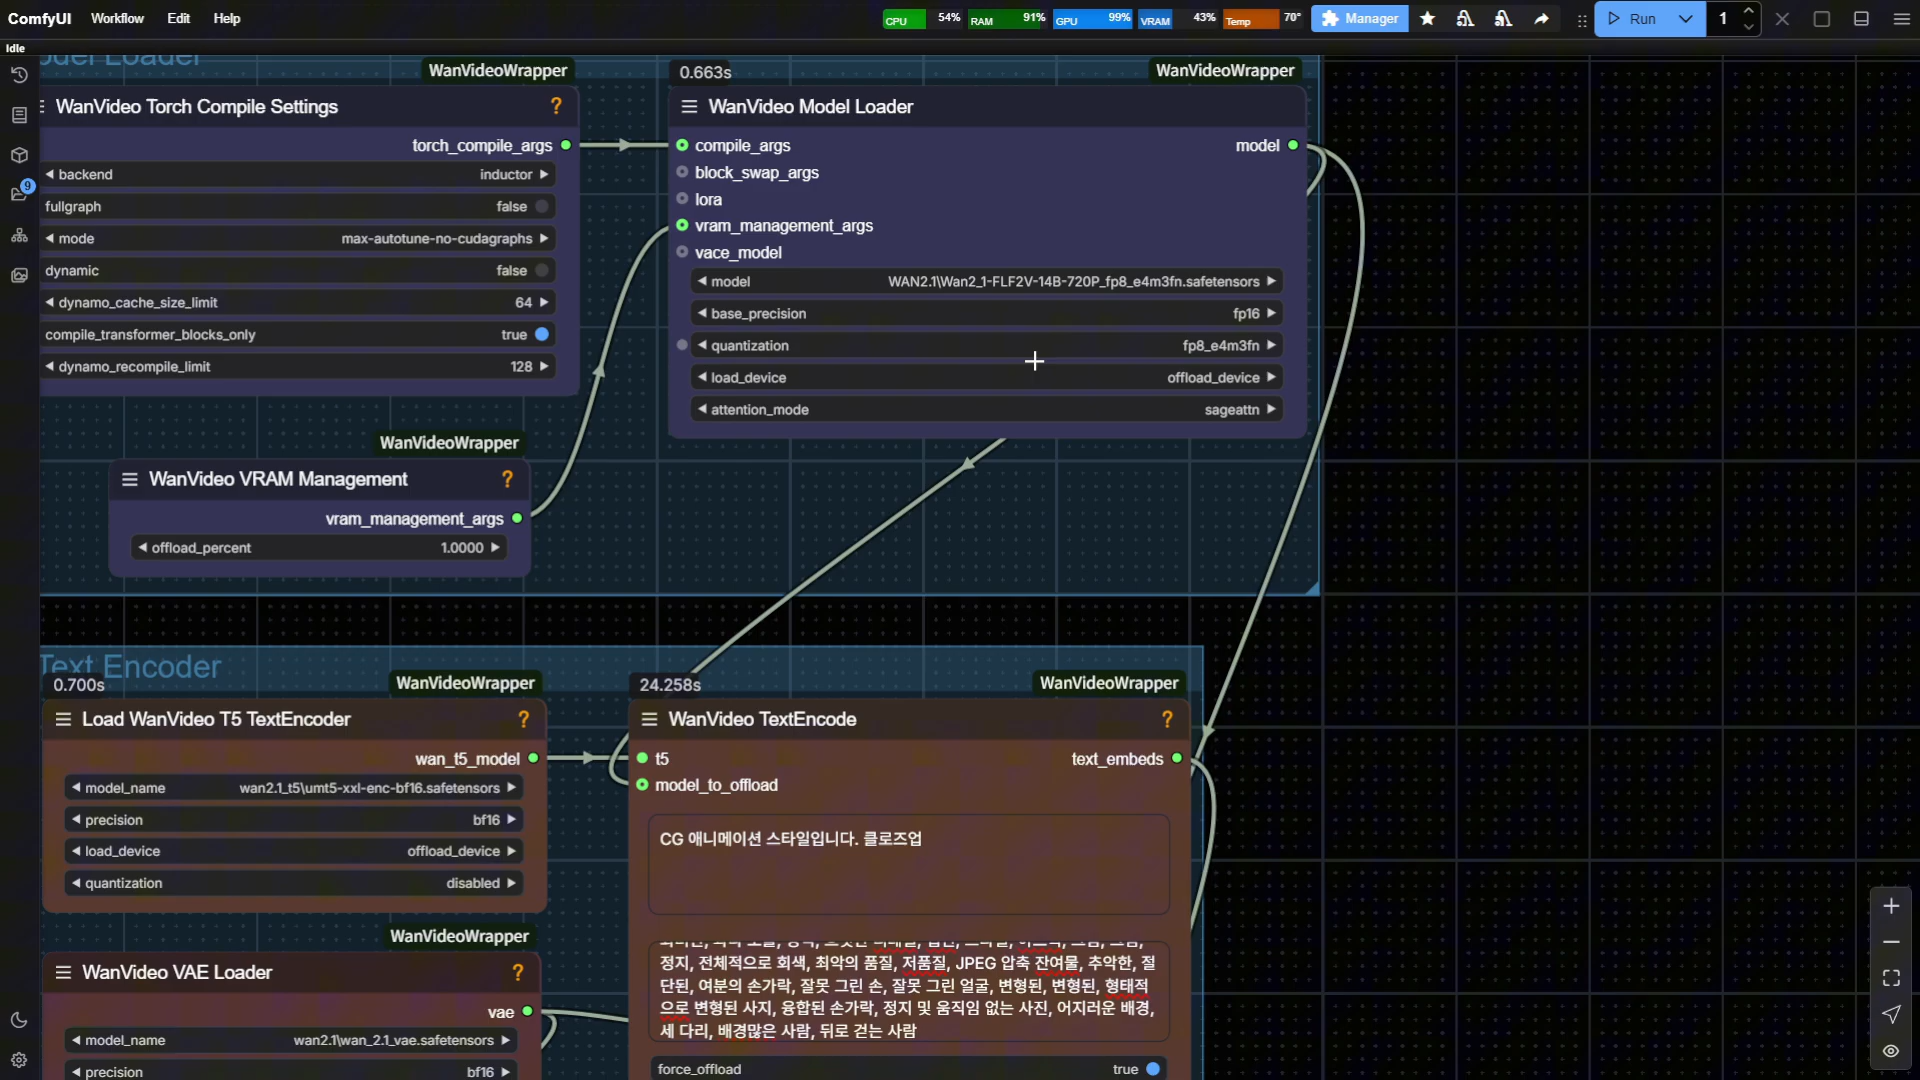 ComfyUI
Workflow
Edit
Help
CPU 54%
RAM 91%
GPU 99%
VRAM 43%
Temp 70°
Manager
Run
1
Idle
9
Model Loader
WanVideoWrapper
WanVideo Torch Compile Settings
?
torch_compile_args
backend inductor
fullgraph false
mode max-autotune-no-cudagraphs
dynamic false
dynamo_cache_size_limit 64
compile_transformer_blocks_only true
dynamo_recompile_limit 128
0.663s
WanVideoWrapper
WanVideo Model Loader
compile_args
model
block_swap_args
lora
vram_management_args
vace_model
model WAN2.1\Wan2_1-FLF2V-14B-720P_fp8_e4m3fn.safetensors
base_precision fp16
quantization fp8_e4m3fn
load_device offload_device
attention_mode sageattn
WanVideoWrapper
WanVideo VRAM Management
?
vram_management_args
offload_percent 1.0000
Text Encoder
0.700s
WanVideoWrapper
Load WanVideo T5 TextEncoder
?
wan_t5_model
model_name wan2.1_t5\umt5-xxl-enc-bf16.safetensors
precision bf16
load_device offload_device
quantization disabled
24.258s
WanVideoWrapper
WanVideo TextEncode
?
t5
text_embeds
model_to_offload
CG 애니메이션 스타일입니다. 클로즈업
정지, 전체적으로 회색, 최악의 품질, 저품질, JPEG 압축 잔여물, 추악한, 절
단된, 여분의 손가락, 잘못 그린 손, 잘못 그린 얼굴, 변형된, 변형된, 형태적
으로 변형된 사지, 융합된 손가락, 정지 및 움직임 없는 사진, 어지러운 배경,
세 다리, 배경많은 사람, 뒤로 걷는 사람
force_offload true
WanVideoWrapper
WanVideo VAE Loader
?
vae
model_name wan2.1\wan_2.1_vae.safetensors
precision bf16